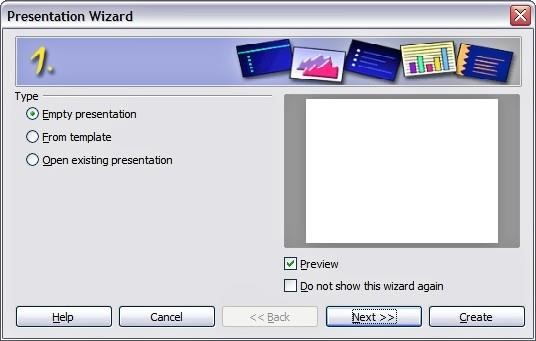 Presentation Wizard
1.
Type
Empty presentation
From template
Open existing presentation
Preview
Do not show this wizard again
Help
Cancel
<< Back
Next >>
Create